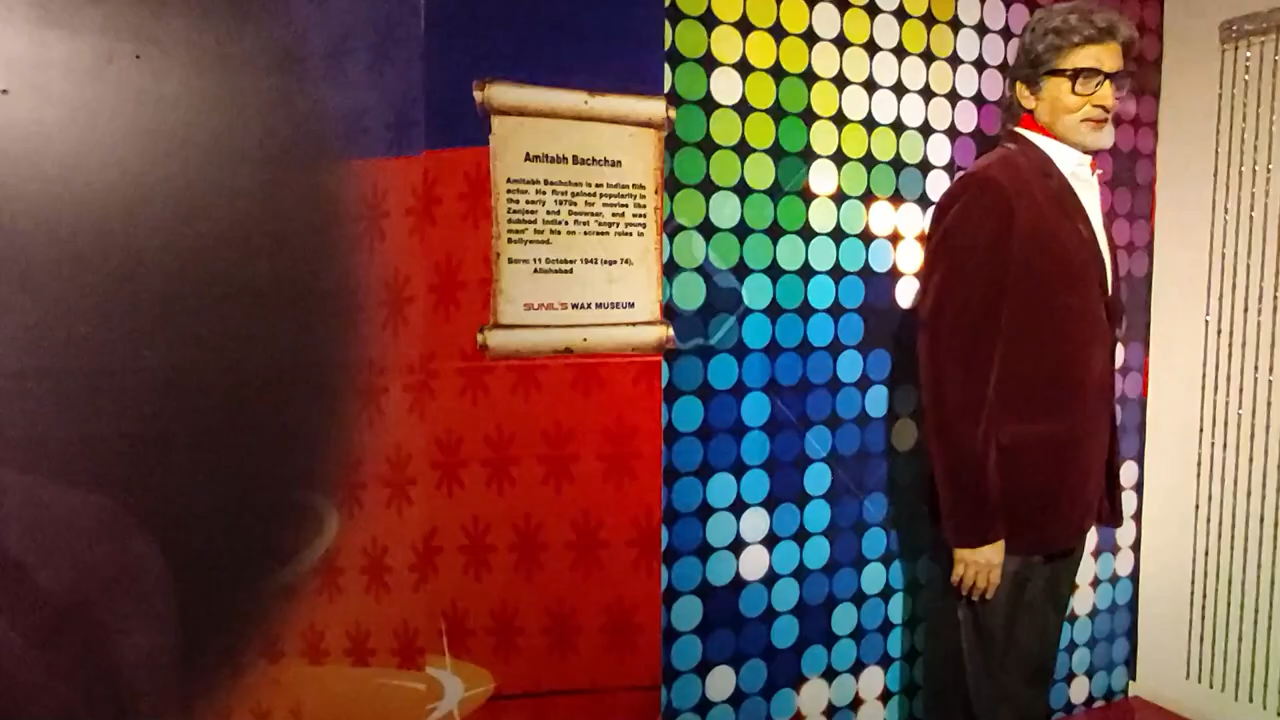 Amitabh Bachchan
Amitabh Bachchan is an Indian film
actor. He first gained popularity in
the early 1970s for movies like
Zanjeer and Deewaar, and was
dubbed India's first "angry young
man" for his on - screen roles in
Bollywood.
Born: 11 October 1942 (age 74),
Allahabad
SUNIL'S WAX MUSEUM